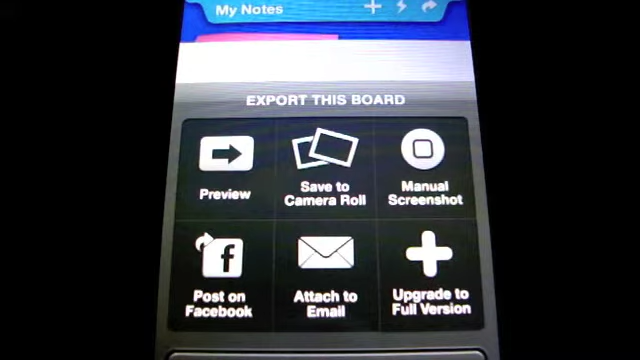 My Notes
EXPORT THIS BOARD
Preview
Save to
Camera Roll
Manual
Screenshot
Post on
Facebook
Attach to
Email
Upgrade to
Full Version